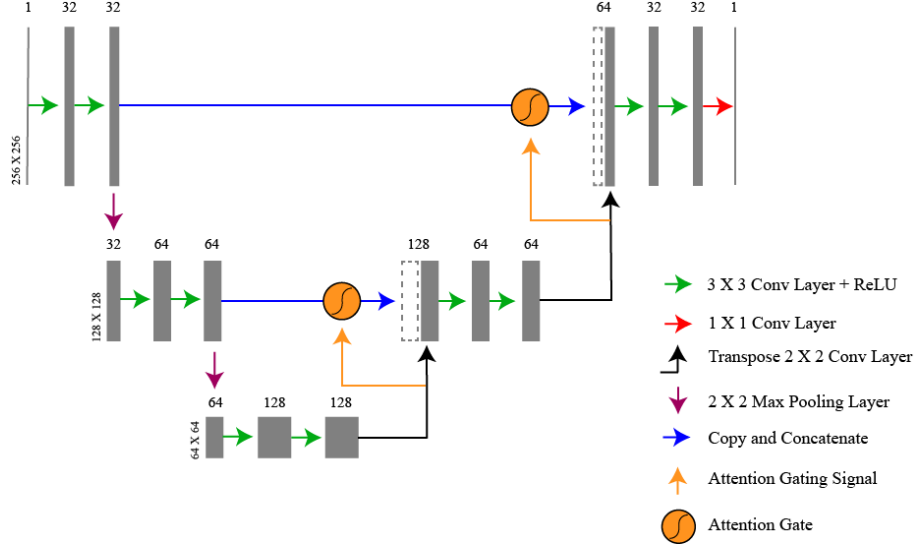 1 32 32 64 32 32 1
256 X 256
32 64 64 128 64 64
128 X 128
64 128 128
64 X 64
3 X 3 Conv Layer + ReLU
1 X 1 Conv Layer
Transpose 2 X 2 Conv Layer
2 X 2 Max Pooling Layer
Copy and Concatenate
Attention Gating Signal
Attention Gate